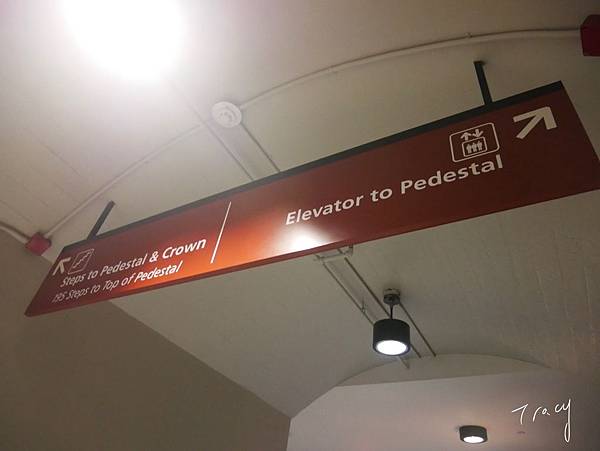 Steps to Pedestal & Crown
195 Steps to Top of Pedestal
Elevator to Pedestal
Tracy